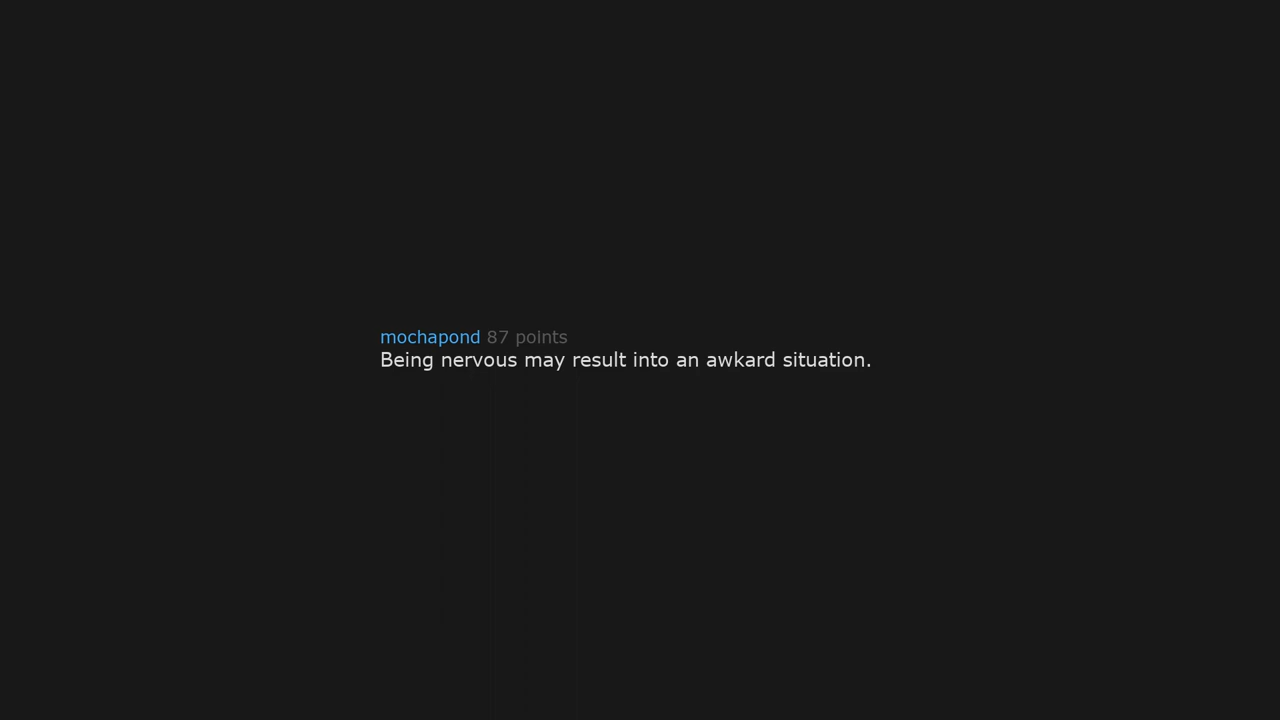 mochapond 87 points
Being nervous may result into an awkard situation.